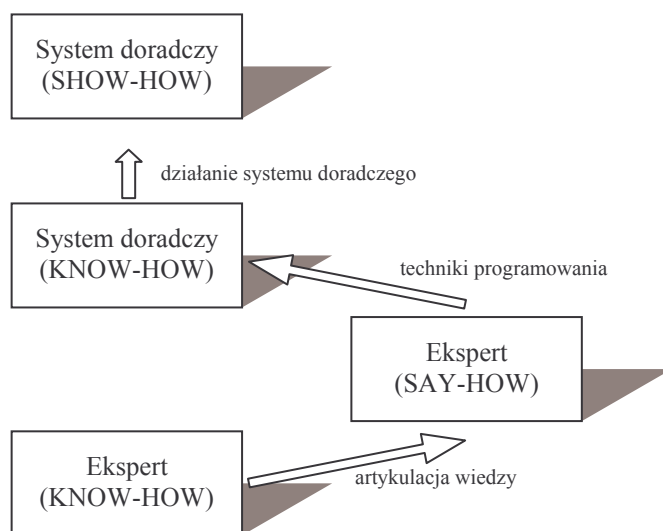 System doradczy
(SHOW-HOW)
działanie systemu doradczego
System doradczy
(KNOW-HOW)
techniki programowania
Ekspert
(SAY-HOW)
Ekspert
(KNOW-HOW)
artykulacja wiedzy